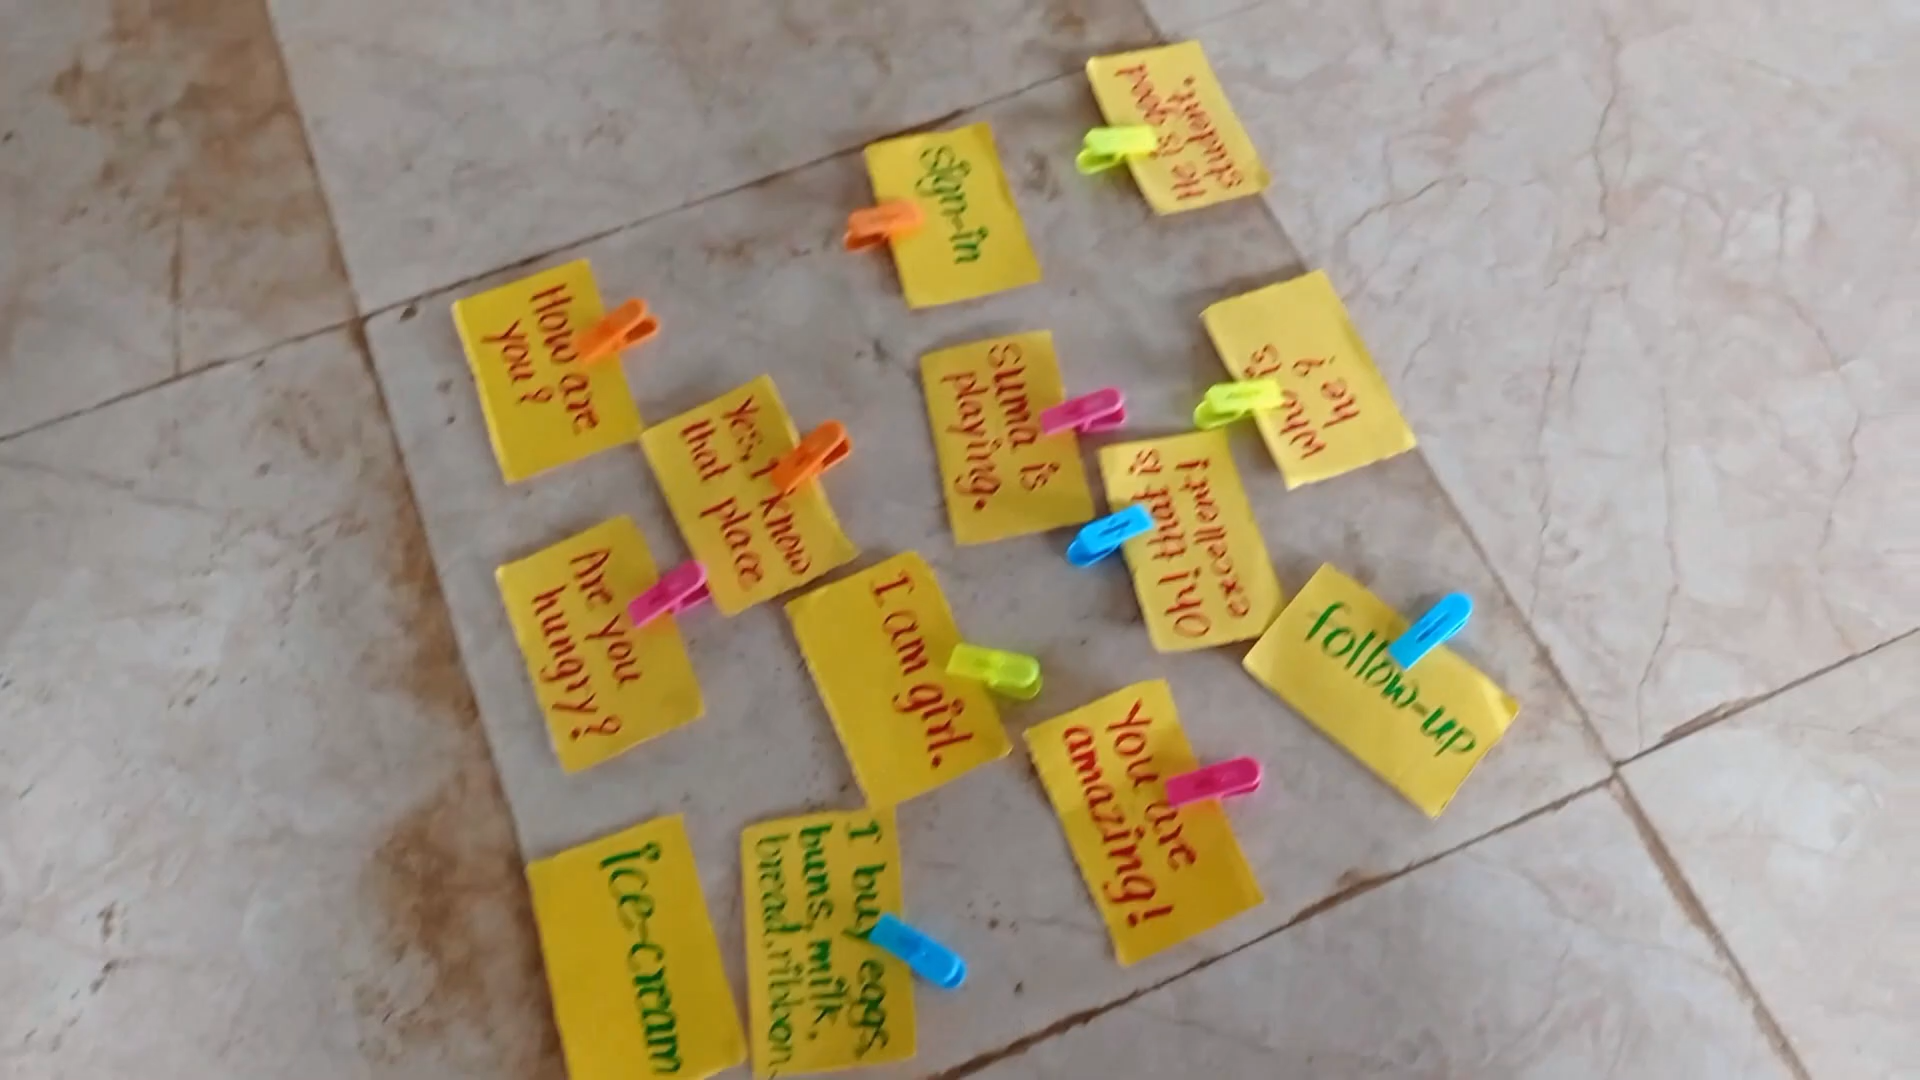 He is good
student.
sign-in
How are
you?
who is
he?
Suma is
playing.
Yes, I know
that place
Oh! that is
excellent!
Are you
hungry?
I am girl.
follow-up
You are
amazing!
Ice-cream
I buy eggs,
buns, milk,
bread, ribbon.